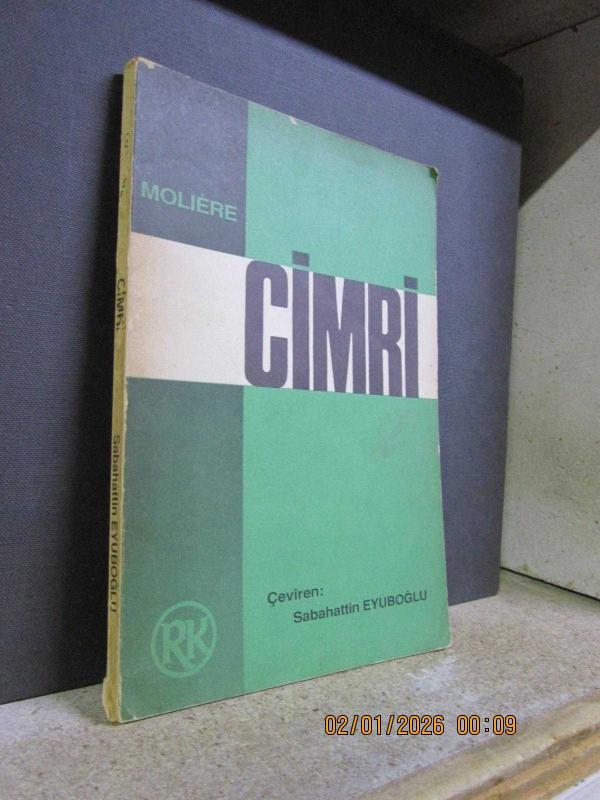 MOLIÈRE
CİMRİ
Çeviren:
Sabahattin EYUBOĞLU
RK
CİMRİ
Sabahattin EYUBOĞLU
02/01/2026 00:09